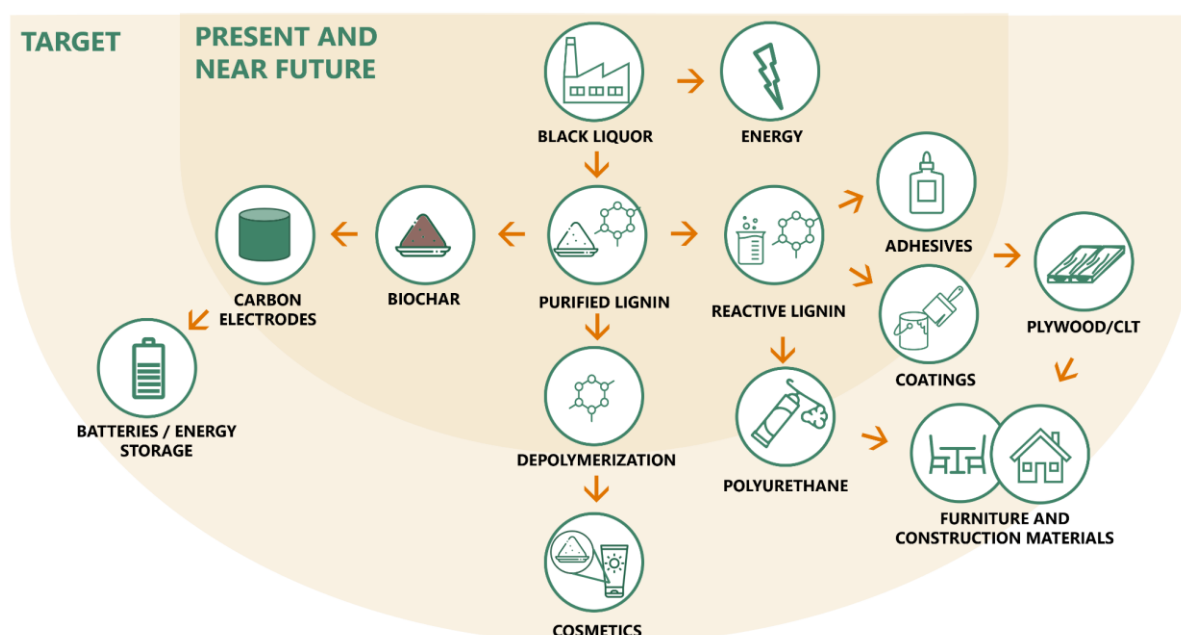 TARGET
PRESENT AND
NEAR FUTURE
BLACK LIQUOR
ENERGY
ADHESIVES
CARBON
ELECTRODES
BIOCHAR
PURIFIED LIGNIN
REACTIVE LIGNIN
PLYWOOD/CLT
COATINGS
BATTERIES / ENERGY
STORAGE
DEPOLYMERIZATION
POLYURETHANE
FURNITURE AND
CONSTRUCTION MATERIALS
COSMETICS